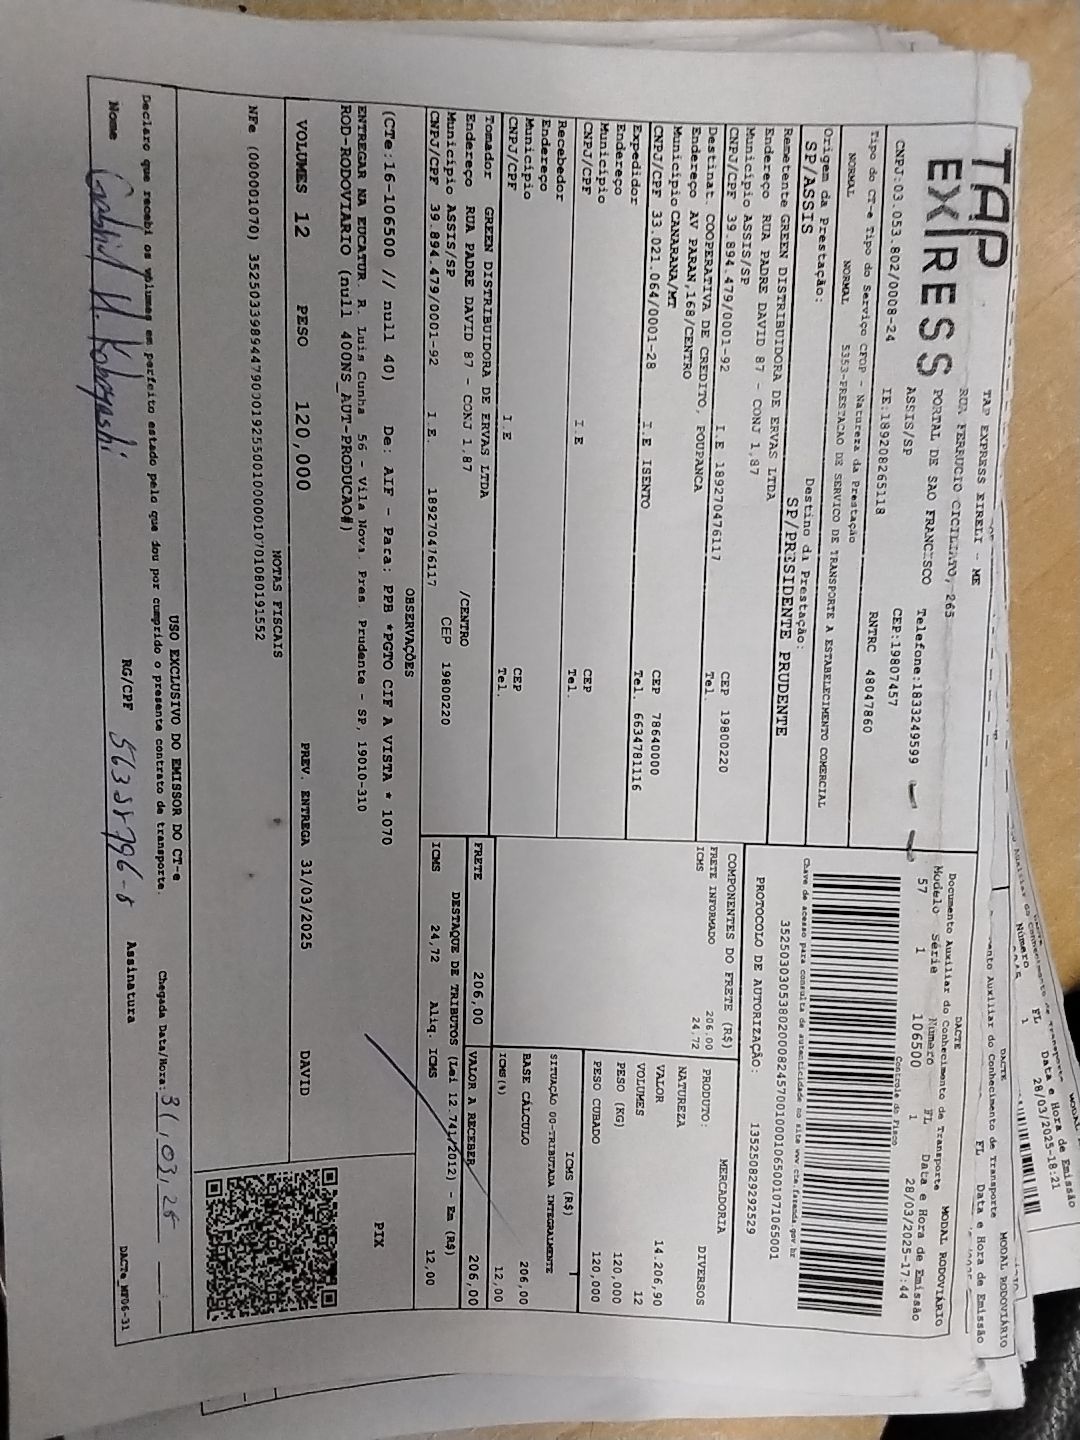 TAP EXPRESS
TAP EXPRESS EIRELI - ME
RUA FERRUCIO CICILIATO, 265
PORTAL DE SAO FRANCISCO Telefone:1833249599
ASSIS/SP CEP:19807457
CNPJ:03.053.802/0008-24 IE:189208265118 RNTRC 48047860
Tipo do CT-e Tipo do Serviço CFOP - Natureza da Prestação
NORMAL NORMAL 5353-PRESTACAO DE SERVICO DE TRANSPORTE A ESTABELECIMENTO COMERCIAL
Origem da Prestação: Destino da Prestação:
SP/ASSIS SP/PRESIDENTE PRUDENTE
Remetente GREEN DISTRIBUIDORA DE ERVAS LTDA
Endereço RUA PADRE DAVID 87 - CONJ 1,87
Município ASSIS/SP CEP 19800220
CNPJ/CPF 39.894.479/0001-92 I.E 189270476117 Tel.
Destinat. COOPERATIVA DE CREDITO, POUPANCA
Endereço AV PARAN,168/CENTRO
Município CANARANA/MT CEP 78640000
CNPJ/CPF 33.021.064/0001-28 I.E ISENTO Tel. 6634781116
Expedidor
Endereço
Município CEP
CNPJ/CPF I.E Tel.
Recebedor
Endereço
Município CEP
CNPJ/CPF I.E Tel.
Tomador GREEN DISTRIBUIDORA DE ERVAS LTDA
Endereço RUA PADRE DAVID 87 - CONJ 1,87 /CENTRO
Município ASSIS/SP CEP 19800220
CNPJ/CPF 39.894.479/0001-92 I.E. 189270476117
DACTE MODAL RODOVIÁRIO
Documento Auxiliar do Conhecimento de Transporte
Modelo Série Número FL Data e Hora de Emissão
57 1 106500 1 28/03/2025-17:44
Controle do Fisco
Chave de acesso para consulta de autenticidade no site www.cte.fazenda.gov.br
35250303053802000824570010001065001071065001
PROTOCOLO DE AUTORIZAÇÃO: 135250829292529
COMPONENTES DO FRETE (R$)
FRETE INFORMADO 206,00
ICMS 24,72
PRODUTO: MERCADORIA
NATUREZA DIVERSOS
VALOR 14.206,90
VOLUMES 12
PESO (KG) 120,000
PESO CUBADO 120,000
ICMS (R$)
SITUAÇÃO 00-TRIBUTADA INTEGRALMENTE
BASE CÁLCULO 206,00
ICMS(%) 12,00
FRETE 206,00 VALOR A RECEBER 206,00
DESTAQUE DE TRIBUTOS (Lei 12.741/2012) - Em (R$)
ICMS 24,72 Alíq. ICMS 12,00
OBSERVAÇÕES
(CTe:16-106500 // null 40) De: AIF - Para: PPB *PGTO CIF A VISTA * 1070
ENTREGAR NA EUCATUR. R. Luis Cunha 56 - Vila Nova, Pres. Prudente - SP, 19010-310
ROD-RODOVIARIO (null 400NS_AUT-PRODUCAO#)
PIX
VOLUMES 12 PESO 120,000 PREV. ENTREGA 31/03/2025 DAVID
NOTAS FISCAIS
NFe (000001070) 35250339894479000192550010000010701080191552
USO EXCLUSIVO DO EMISSOR DO CT-e
Declaro que recebi os volumes em perfeito estado pelo que dou por cumprido o presente contrato de transporte. Chegada Data/Hora: 31,03,25
Nome Gabriel H. Kobayashi RG/CPF 56358796-8 Assinatura
DACTe MF06-31